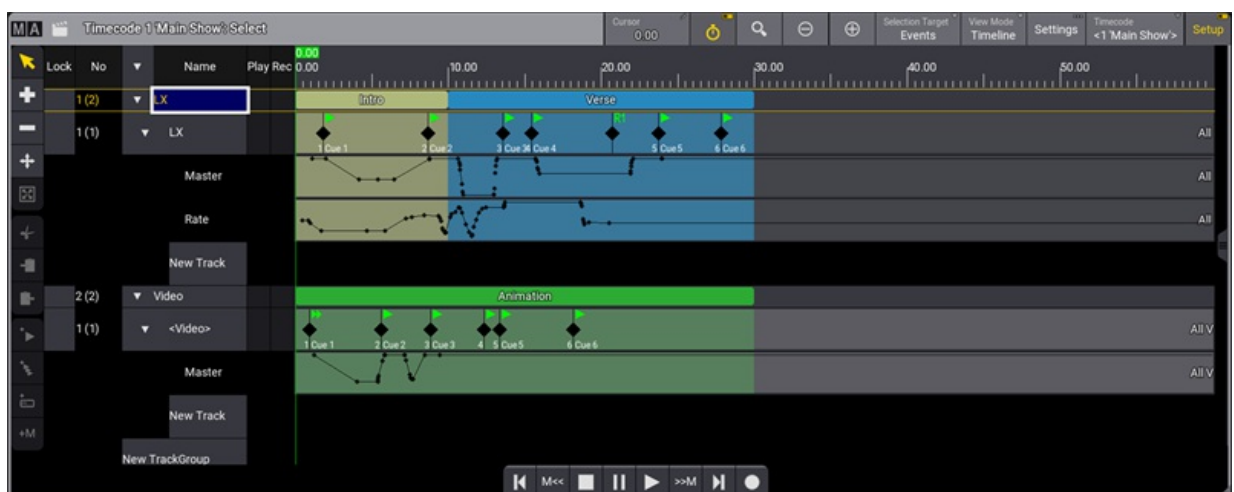 MA Timecode 1 'Main Show': Select Cursor 0.00 Selection Target Events View Mode Timeline Settings Timecode <1 'Main Show'> Setup
0.00
Lock No Name Play Rec 0.00 10.00 20.00 30.00 40.00 50.00
1 (2) LX Intro Verse
R1
1 (1) LX All
1 Cue 1 2 Cue 2 3 Cue 3 4 Cue 4 5 Cue 5 6 Cue 6
Master All
Rate All
New Track
2 (2) Video Animation
1 (1) <Video> All V
1 Cue 1 2 Cue 2 3 Cue 3 4 5 Cue 5 6 Cue 6
Master All V
New Track
+M
New TrackGroup
M<< >>M